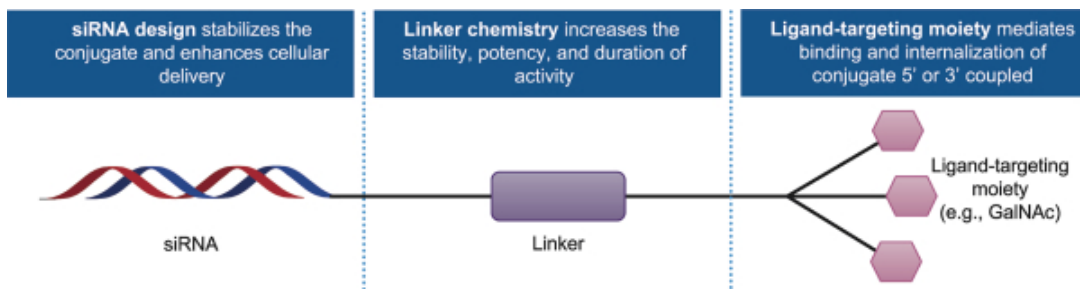 siRNA design stabilizes the
conjugate and enhances cellular
delivery
Linker chemistry increases the
stability, potency, and duration of
activity
Ligand-targeting moiety mediates
binding and internalization of
conjugate 5’ or 3’ coupled
siRNA
Linker
Ligand-targeting
moiety
(e.g., GalNAc)